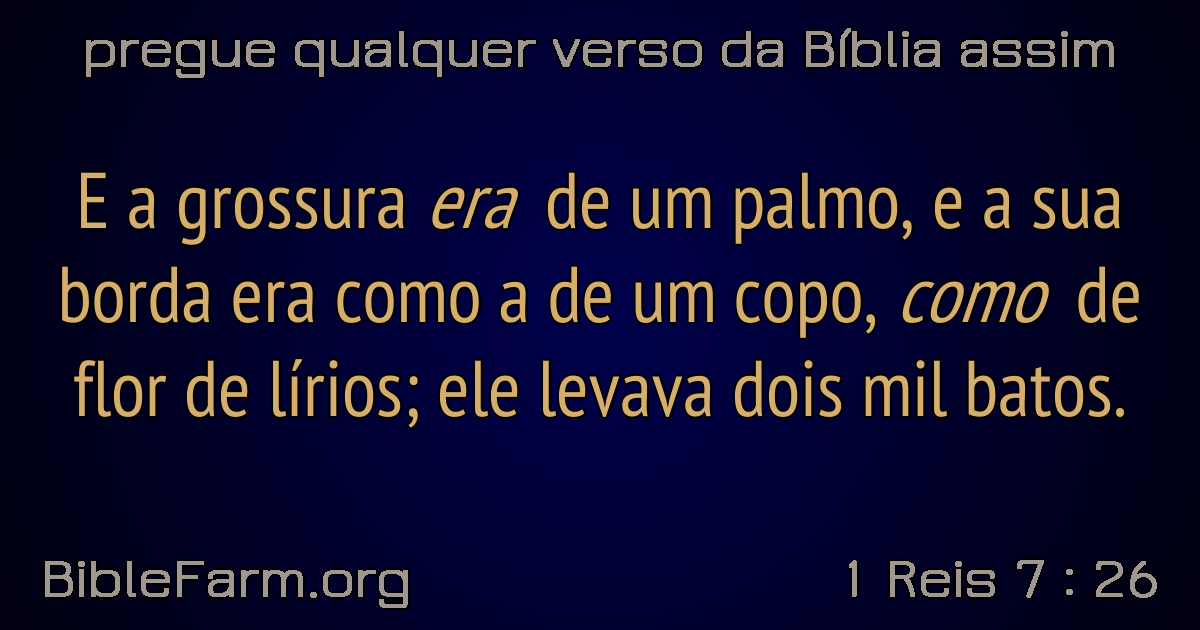 pregue qualquer verso da Bíblia assim
E a grossura era de um palmo, e a sua
borda era como a de um copo, como de
flor de lírios; ele levava dois mil batos.
BibleFarm.org
1 Reis 7 : 26